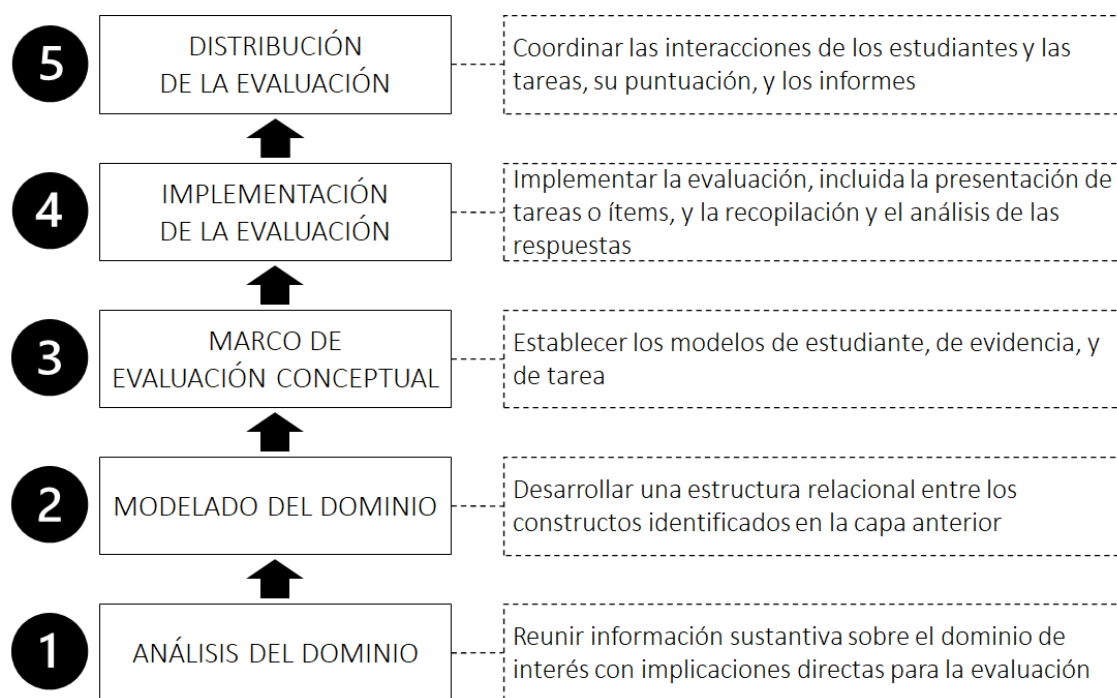 5
DISTRIBUCIÓN
DE LA EVALUACIÓN
Coordinar las interacciones de los estudiantes y las
tareas, su puntuación, y los informes
4
IMPLEMENTACIÓN
DE LA EVALUACIÓN
Implementar la evaluación, incluida la presentación de
tareas o ítems, y la recopilación y el análisis de las
respuestas
3
MARCO DE
EVALUACIÓN CONCEPTUAL
Establecer los modelos de estudiante, de evidencia, y
de tarea
2
MODELADO DEL DOMINIO
Desarrollar una estructura relacional entre los
constructos identificados en la capa anterior
1
ANÁLISIS DEL DOMINIO
Reunir información sustantiva sobre el dominio de
interés con implicaciones directas para la evaluación